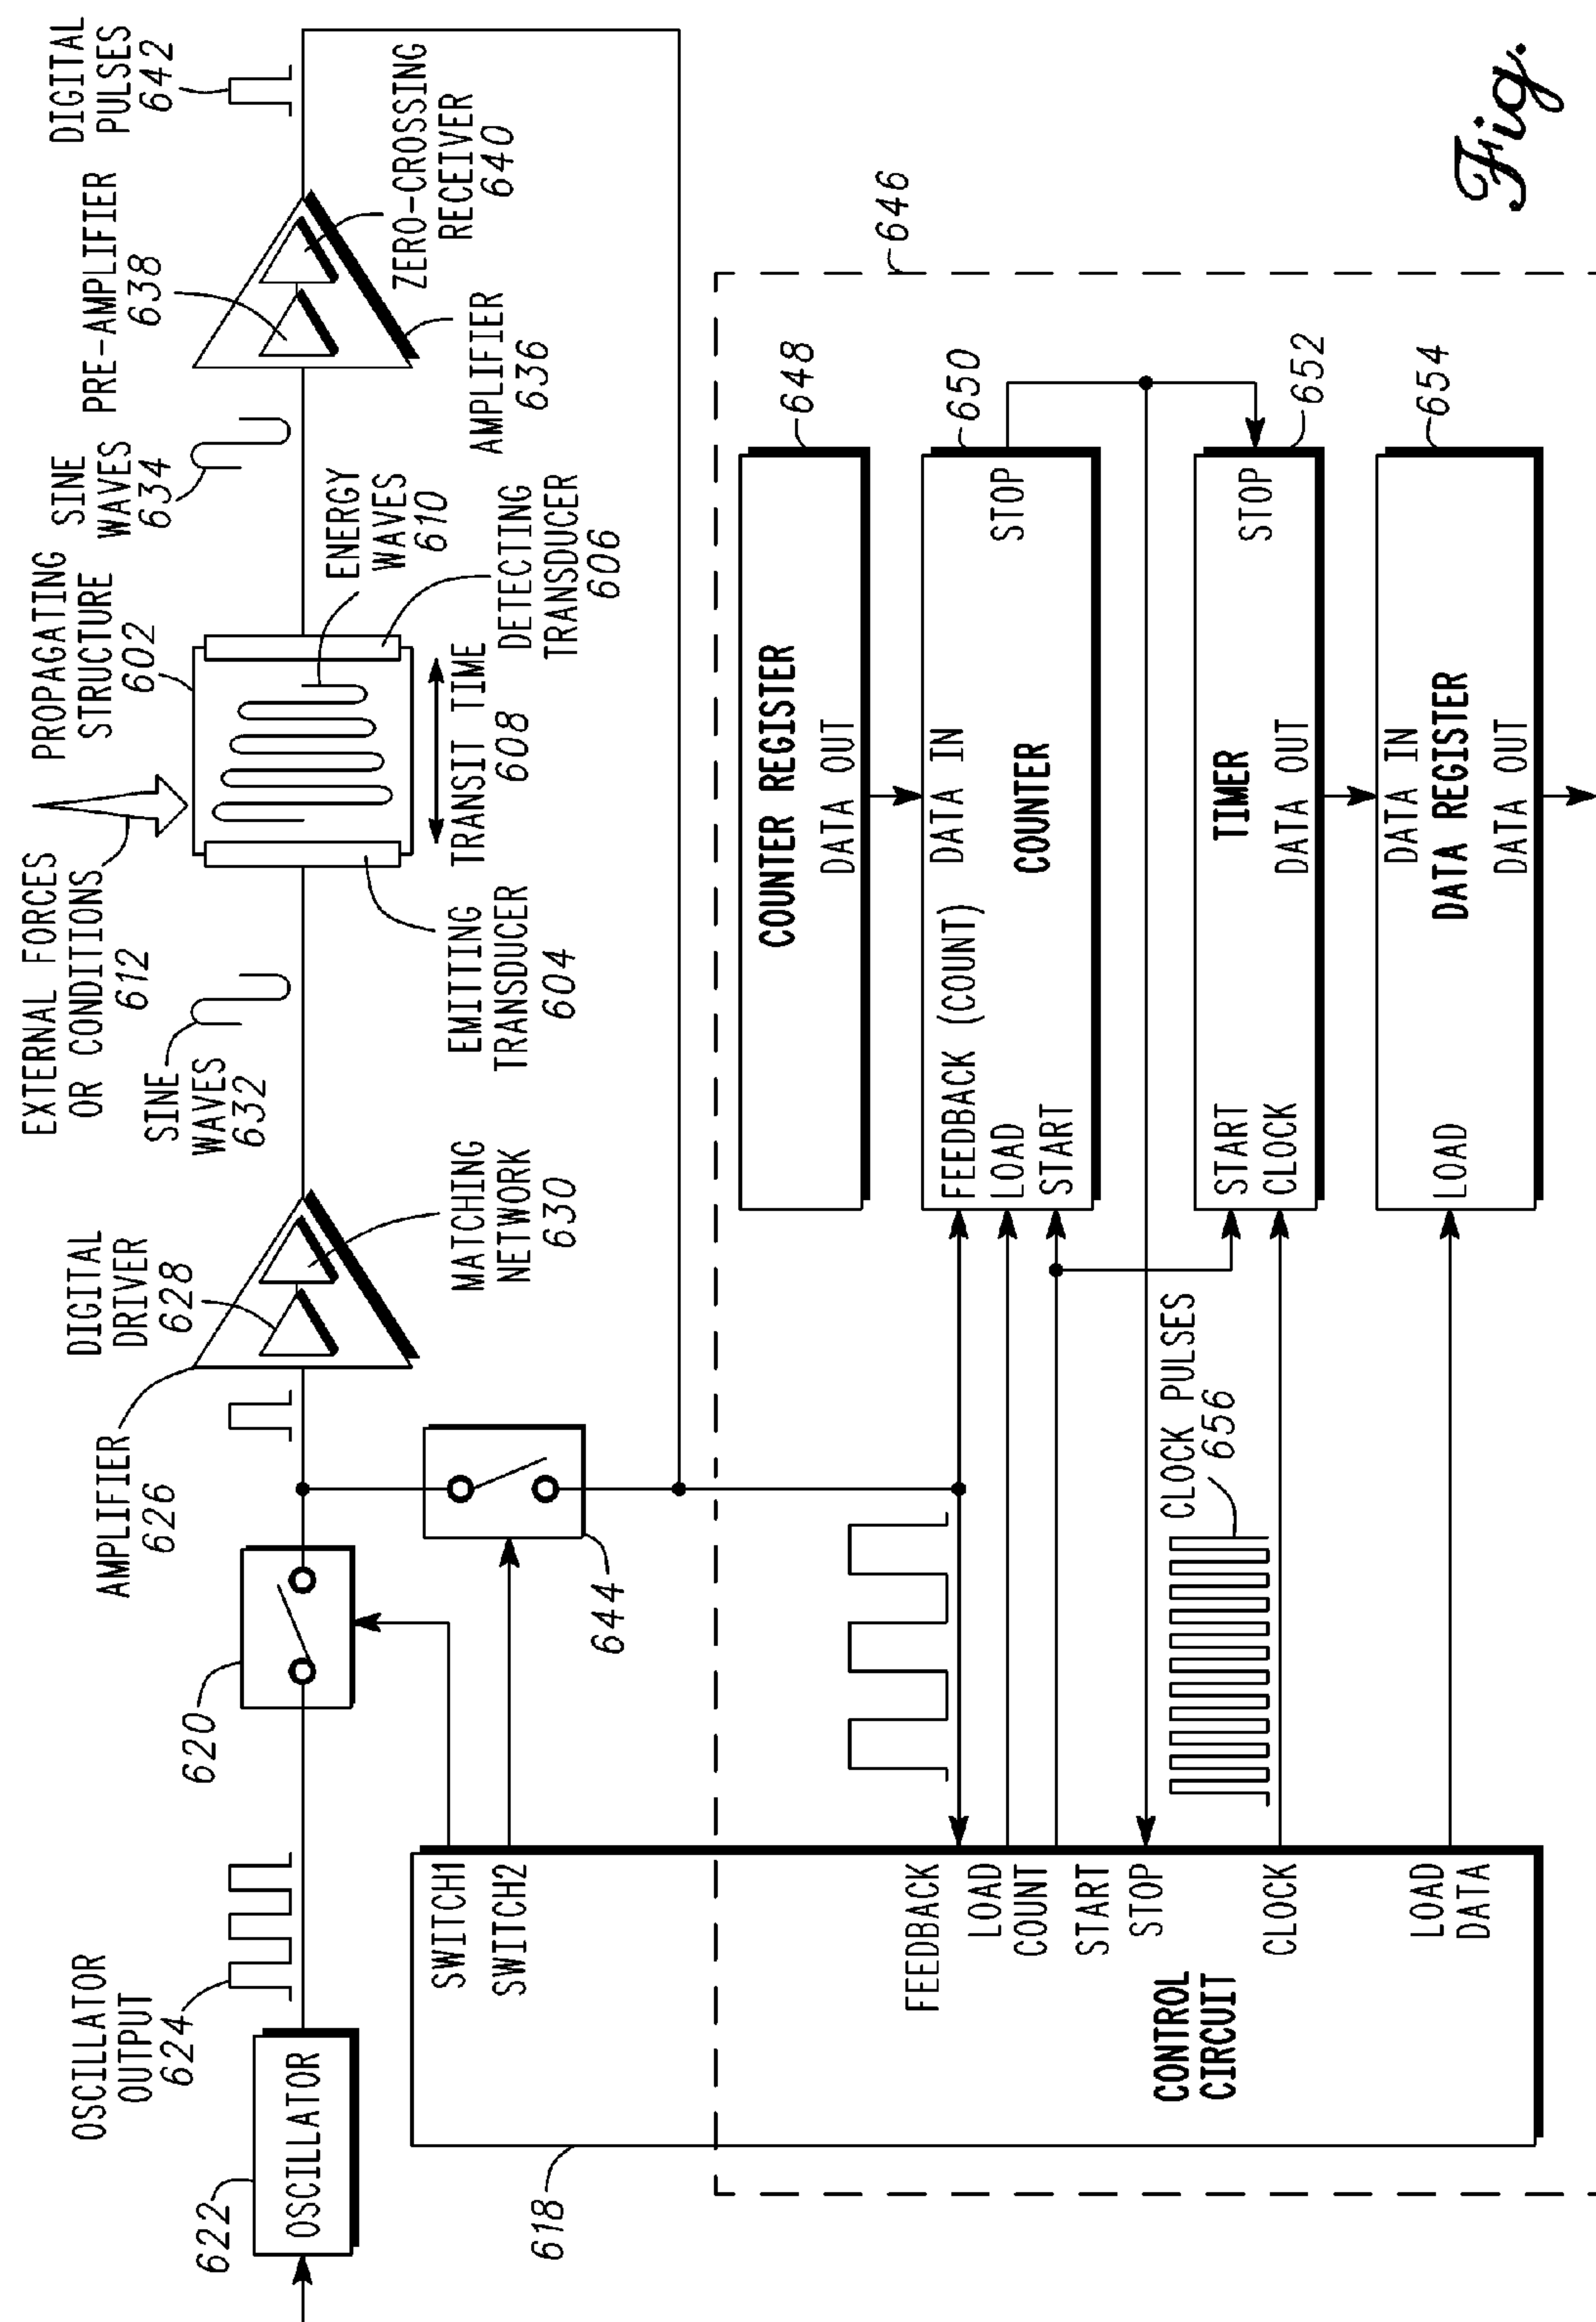 EXTERNAL FORCES
OR CONDITIONS
612
PROPAGATING
STRUCTURE
602
SINE
WAVES
634
PRE-AMPLIFIER
638
DIGITAL
PULSES
642
OSCILLATOR
OUTPUT
624
AMPLIFIER
626
DIGITAL
DRIVER
628
SINE
WAVES
632
622
OSCILLATOR
620
MATCHING
NETWORK
630
EMITTING
TRANSDUCER
604
TRANSIT TIME
608
ENERGY
WAVES
610
DETECTING
TRANSDUCER
606
AMPLIFIER
636
ZERO-CROSSING
RECEIVER
640
644
618
SWITCH1
SWITCH2
FEEDBACK
LOAD
COUNT
START
STOP
CLOCK
LOAD
DATA
CONTROL
CIRCUIT
CLOCK PULSES
656
646
COUNTER REGISTER
DATA OUT
648
FEEDBACK (COUNT)
LOAD
START
DATA IN
COUNTER
STOP
650
START
CLOCK
TIMER
DATA OUT
STOP
652
LOAD
DATA IN
DATA REGISTER
DATA OUT
654
Fig.